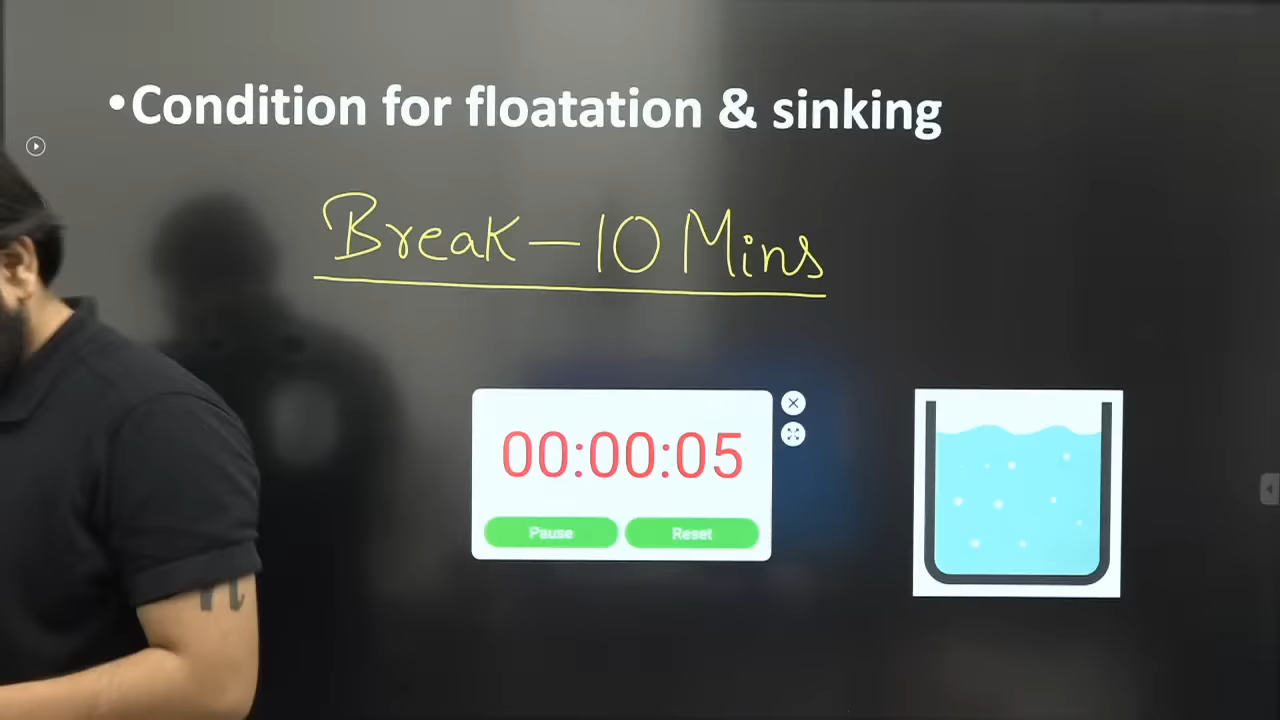 •Condition for floatation & sinking
Break – 10 Mins
00:00:05
Pause Reset